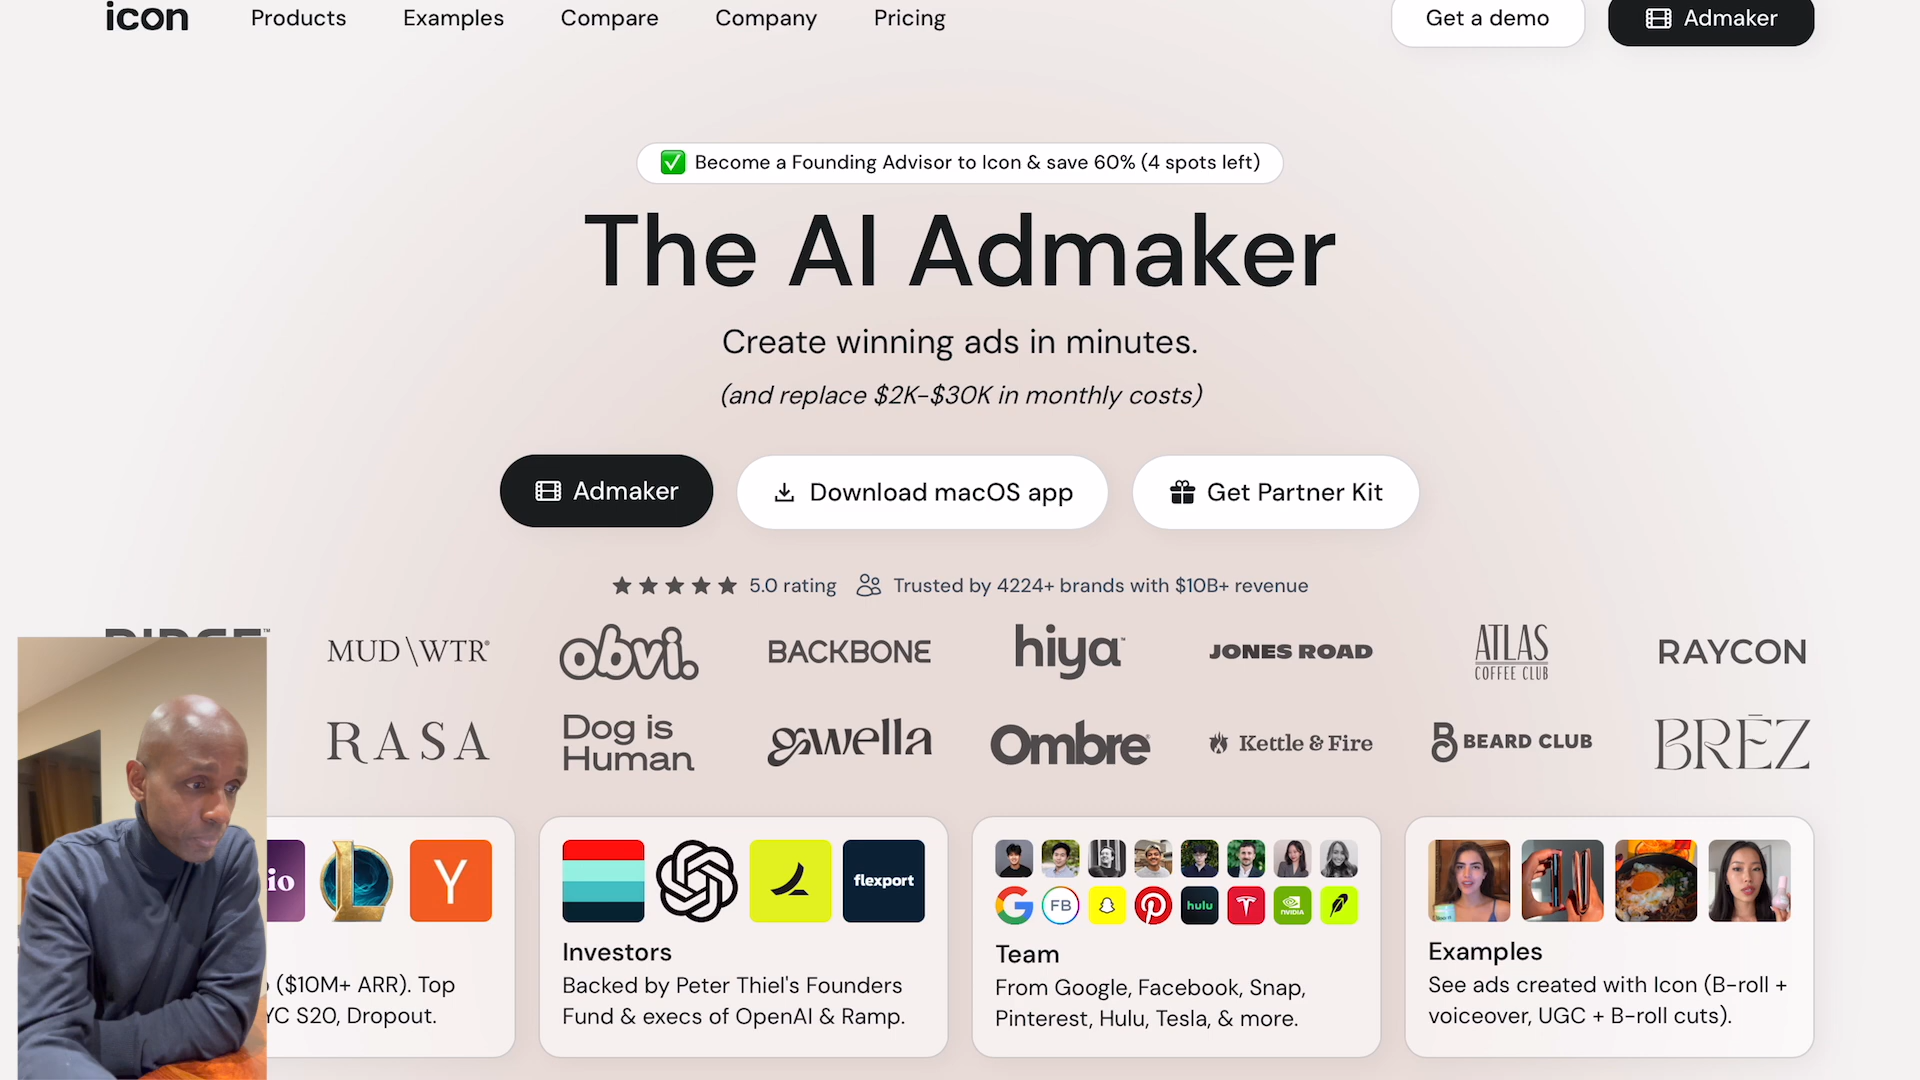 icon
Products
Examples
Compare
Company
Pricing
Get a demo
Admaker
Become a Founding Advisor to Icon & save 60% (4 spots left)
The AI Admaker
Create winning ads in minutes.
(and replace $2K-$30K in monthly costs)
Admaker
Download macOS app
Get Partner Kit
5.0 rating
Trusted by 4224+ brands with $10B+ revenue
MUD\WTR®
obvi.
BACKBONE
hiya™
JONES ROAD
ATLAS
COFFEE CLUB
RAYCON
RASA
Dog is
Human
gwella
Ombre®
Kettle & Fire
BEARD CLUB
BRĒZ
io
L
Y
($10M+ ARR). Top
YC S20, Dropout.
flexport
Investors
Backed by Peter Thiel's Founders
Fund & execs of OpenAI & Ramp.
G
FB
hulu
T
NVIDIA
Team
From Google, Facebook, Snap,
Pinterest, Hulu, Tesla, & more.
Examples
See ads created with Icon (B-roll +
voiceover, UGC + B-roll cuts).